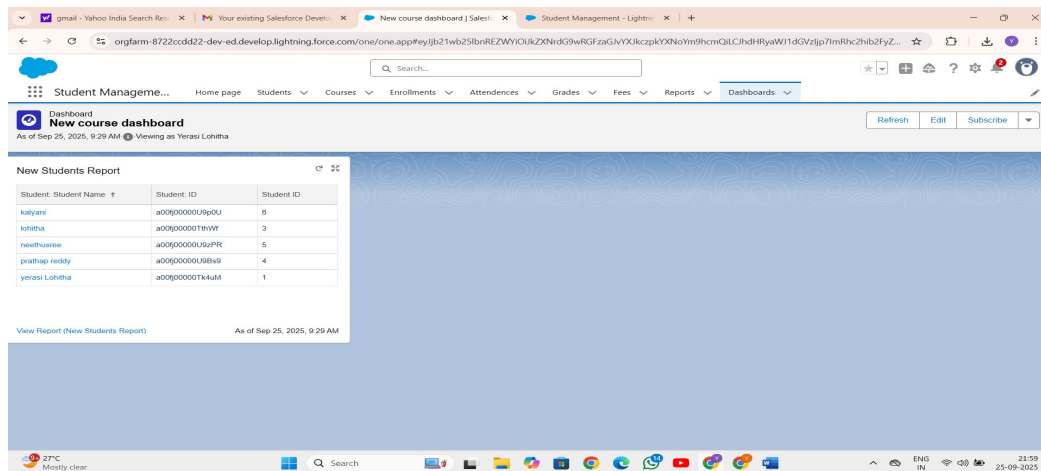 gmail - Yahoo India Search Res
Your existing Salesforce Develo
New course dashboard | Salesf
Student Management - Lightni
orgfarm-8722ccdd22-dev-ed.develop.lightning.force.com/one/one.app#
Search...
2
Student Manageme...
Home page
Students
Courses
Enrollments
Attendences
Grades
Fees
Reports
Dashboards
Dashboard
New course dashboard
As of Sep 25, 2025, 9:29 AM Viewing as Yerasi Lohitha
Refresh
Edit
Subscribe
New Students Report
Student: Student Name ↑ Student: ID Student ID
kalyani a00fj00000U9p0U 6
lohitha a00fj00000TthWf 3
neethusree a00fj00000U9zPR 5
prathap reddy a00fj00000U9Bs9 4
yerasi Lohitha a00fj00000Tk4uM 1
View Report (New Students Report) As of Sep 25, 2025, 9:29 AM
9+
27°C
Mostly clear
Search
ENG
IN
21:59
25-09-2025